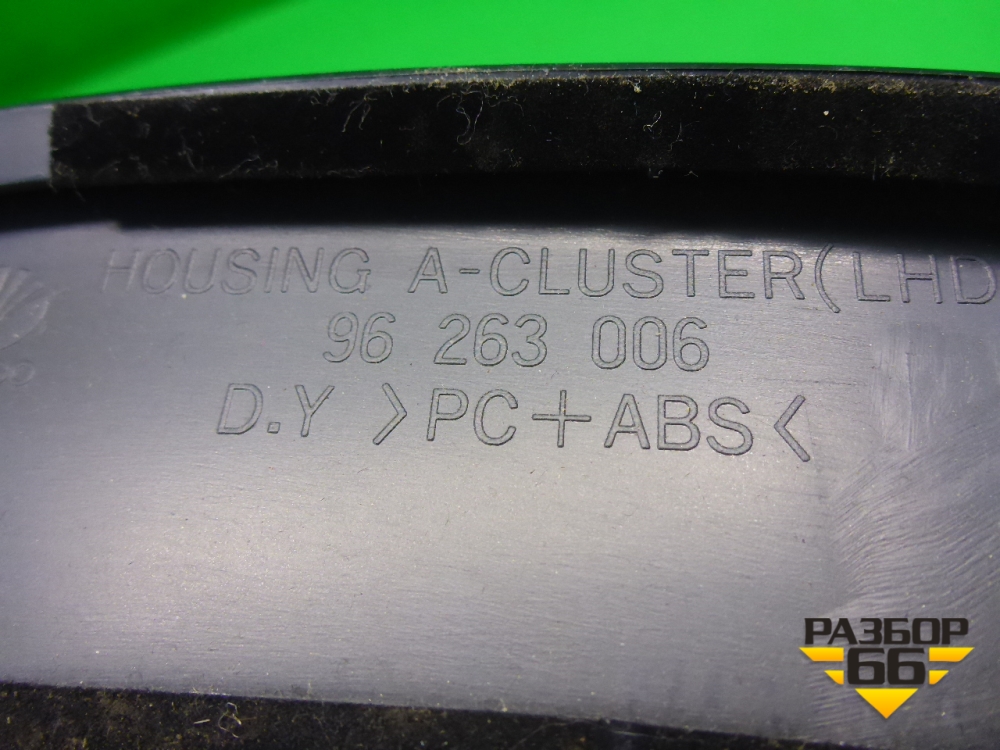 HOUSING A-CLUSTER(LHD
96 263 006
D.Y >PC+ABS<
РАЗБОР
66